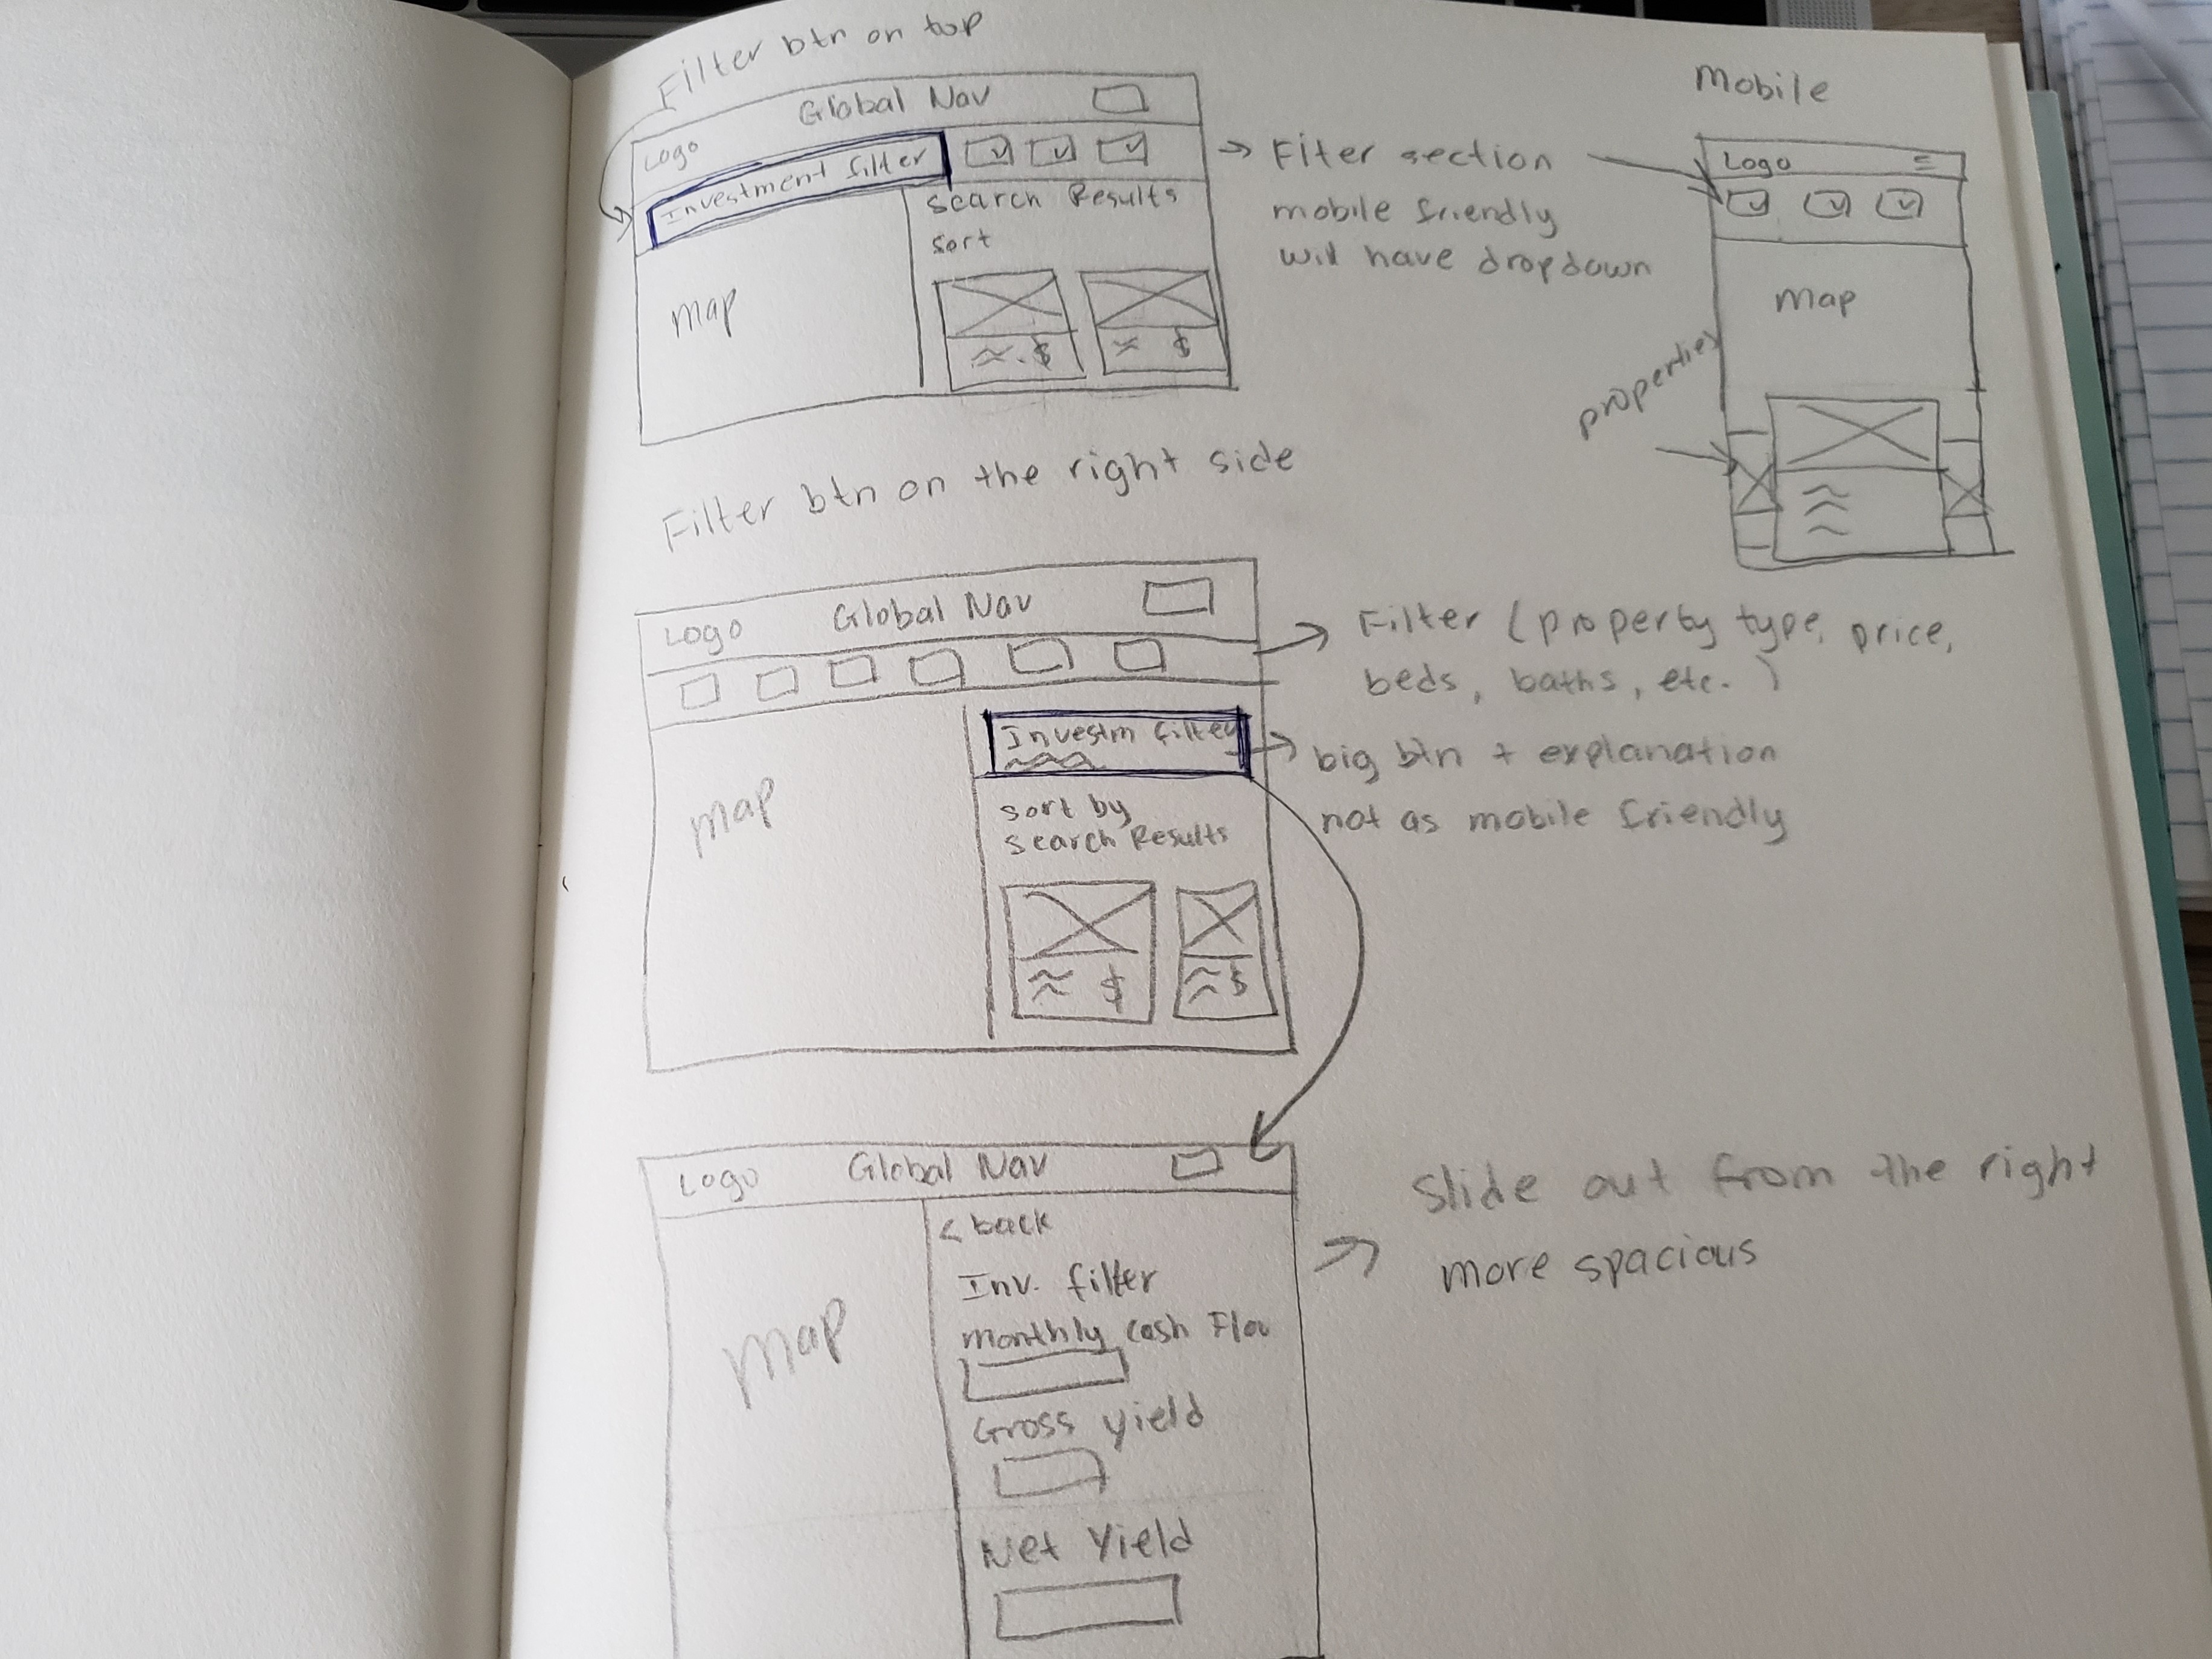 Filter btn on top
Global Nav
Logo
Investment filter
Search Results
Sort
map
$
$
→ Fiter section
mobile friendly
will have dropdown
Mobile
Logo
map
properties
Filter btn on the right side
Logo Global Nav
→ Filter (property type, price,
beds, baths, etc.)
Investm filter
→ big btn + explanation
not as mobile friendly
map
Sort by
Search Results
$
$
Logo Global Nav
< back
Inv. filter
monthly cash Flow
Gross yield
Net Yield
map
→ Slide out from the right
more spacious